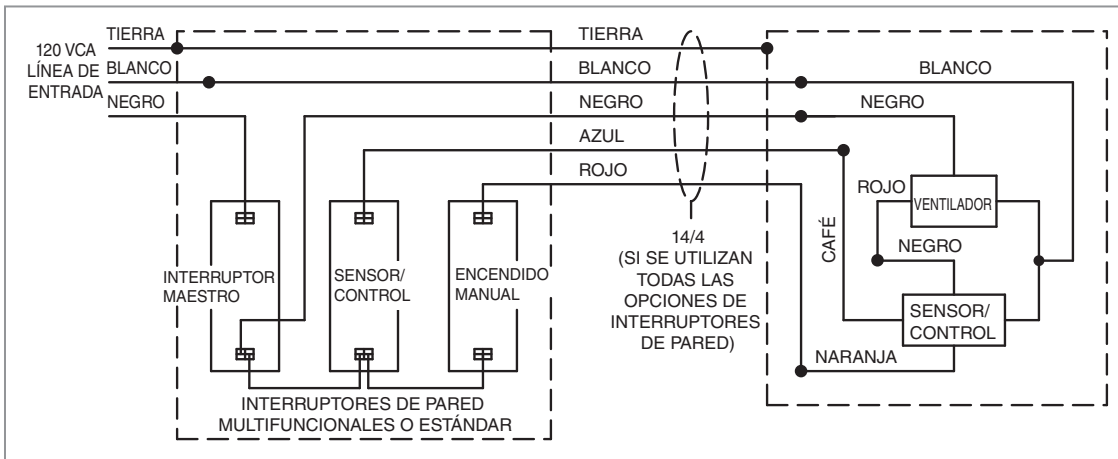 120 VCA
LÍNEA DE
ENTRADA
TIERRA
BLANCO
NEGRO
INTERRUPTOR
MAESTRO
SENSOR/
CONTROL
ENCENDIDO
MANUAL
INTERRUPTORES DE PARED
MULTIFUNCIONALES O ESTÁNDAR
TIERRA
BLANCO
NEGRO
AZUL
ROJO
14/4
(SI SE UTILIZAN
TODAS LAS
OPCIONES DE
INTERRUPTORES
DE PARED)
BLANCO
NEGRO
ROJO
VENTILADOR
CAFÉ
NEGRO
SENSOR/
CONTROL
NARANJA